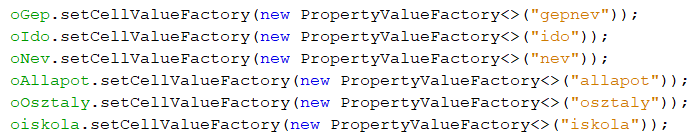 oGep.setCellValueFactory(new PropertyValueFactory<>("gepnev"));
oIdo.setCellValueFactory(new PropertyValueFactory<>("ido"));
oNev.setCellValueFactory(new PropertyValueFactory<>("nev"));
oAllapot.setCellValueFactory(new PropertyValueFactory<>("allapot"));
oOsztaly.setCellValueFactory(new PropertyValueFactory<>("osztaly"));
oiskola.setCellValueFactory(new PropertyValueFactory<>("iskola"));